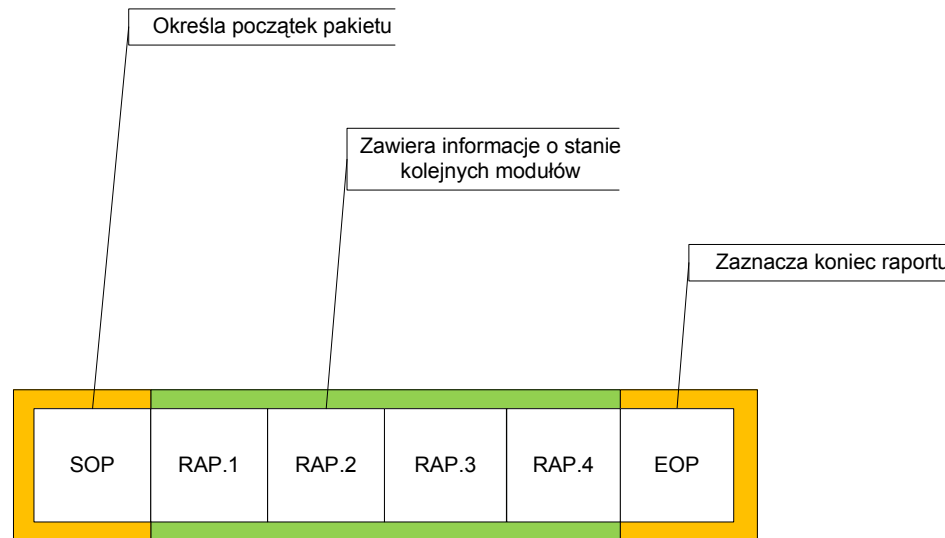 Określa początek pakietu
Zawiera informacje o stanie
kolejnych modułów
Zaznacza koniec raportu
SOP
RAP.1
RAP.2
RAP.3
RAP.4
EOP